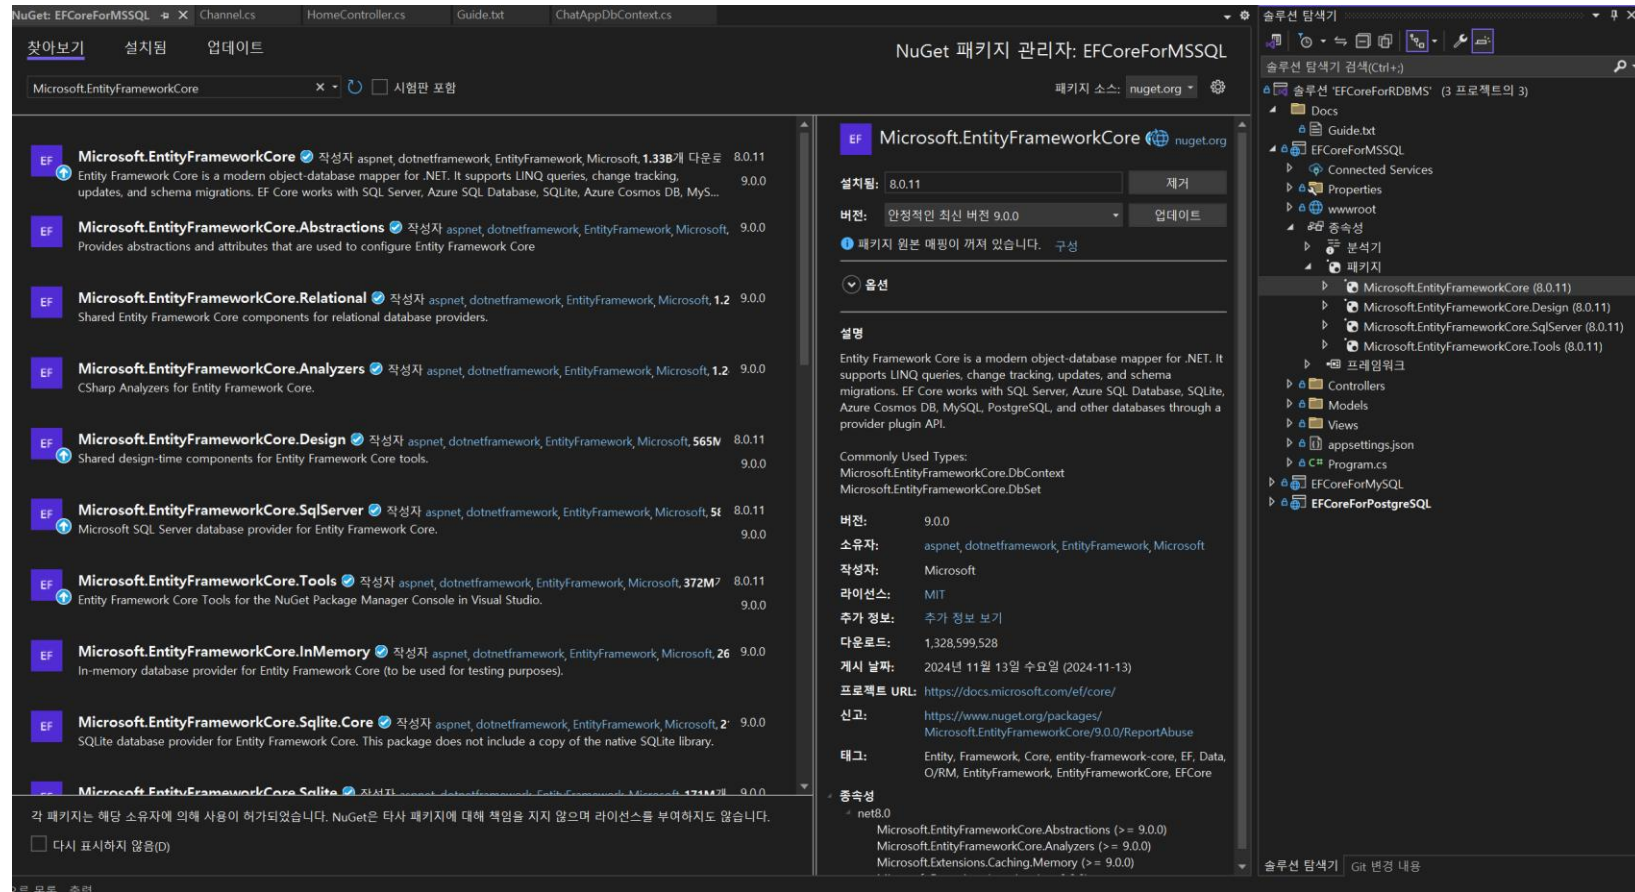 NuGet: EFCoreForMSSQL
Channel.cs
HomeController.cs
Guide.txt
ChatAppDbContext.cs
찾아보기
설치됨
업데이트
NuGet 패키지 관리자: EFCoreForMSSQL
Microsoft.EntityFrameworkCore
시험판 포함
패키지 소스: nuget.org
Microsoft.EntityFrameworkCore 작성자 aspnet, dotnetframework, EntityFramework, Microsoft, 1.33B개 다운로 8.0.11
Entity Framework Core is a modern object-database mapper for .NET. It supports LINQ queries, change tracking, 9.0.0
updates, and schema migrations. EF Core works with SQL Server, Azure SQL Database, SQLite, Azure Cosmos DB, MyS...
EF
Microsoft.EntityFrameworkCore.Abstractions 작성자 aspnet, dotnetframework, EntityFramework, Microsoft, 9.0.0
Provides abstractions and attributes that are used to configure Entity Framework Core
EF
Microsoft.EntityFrameworkCore.Relational 작성자 aspnet, dotnetframework, EntityFramework, Microsoft, 1.2 9.0.0
Shared Entity Framework Core components for relational database providers.
EF
Microsoft.EntityFrameworkCore.Analyzers 작성자 aspnet, dotnetframework, EntityFramework, Microsoft, 1.2 9.0.0
CSharp Analyzers for Entity Framework Core.
EF
Microsoft.EntityFrameworkCore.Design 작성자 aspnet, dotnetframework, EntityFramework, Microsoft, 565M 8.0.11
Shared design-time components for Entity Framework Core tools.
9.0.0
EF
Microsoft.EntityFrameworkCore.SqlServer 작성자 aspnet, dotnetframework, EntityFramework, Microsoft, 8.0.11
Microsoft SQL Server database provider for Entity Framework Core.
9.0.0
EF
Microsoft.EntityFrameworkCore.Tools 작성자 aspnet, dotnetframework, EntityFramework, Microsoft, 372M 8.0.11
Entity Framework Core Tools for the NuGet Package Manager Console in Visual Studio.
9.0.0
EF
Microsoft.EntityFrameworkCore.InMemory 작성자 aspnet, dotnetframework, EntityFramework, Microsoft, 26 9.0.0
In-memory database provider for Entity Framework Core (to be used for testing purposes).
EF
Microsoft.EntityFrameworkCore.Sqlite.Core 작성자 aspnet, dotnetframework, EntityFramework, Microsoft, 9.0.0
SQLite database provider for Entity Framework Core. This package does not include a copy of the native SQLite library.
EF
Microsoft.EntityFrameworkCore.Sqlite 작성자 aspnet, dotnetframework, EntityFramework, Microsoft, 171M개 9.0.0
각 패키지는 해당 소유자에 의해 사용이 허가되었습니다. NuGet은 타사 패키지에 대해 책임을 지지 않으며 라이선스를 부여하지도 않습니다.
다시 표시하지 않음(D)
EF
Microsoft.EntityFrameworkCore nuget.org
설치됨: 8.0.11 제거
버전: 안정적인 최신 버전 9.0.0 업데이트
패키지 원본 매핑이 꺼져 있습니다. 구성
옵션
설명
Entity Framework Core is a modern object-database mapper for .NET. It
supports LINQ queries, change tracking, updates, and schema
migrations. EF Core works with SQL Server, Azure SQL Database, SQLite,
Azure Cosmos DB, MySQL, PostgreSQL, and other databases through a
provider plugin API.
Commonly Used Types:
Microsoft.EntityFrameworkCore.DbContext
Microsoft.EntityFrameworkCore.DbSet
버전: 9.0.0
소유자: aspnet, dotnetframework, EntityFramework, Microsoft
작성자: Microsoft
라이선스: MIT
추가 정보: 추가 정보 보기
다운로드: 1,328,599,528
게시 날짜: 2024년 11월 13일 수요일 (2024-11-13)
프로젝트 URL: https://docs.microsoft.com/ef/core/
신고: https://www.nuget.org/packages/
Microsoft.EntityFrameworkCore/9.0.0/ReportAbuse
태그: Entity, Framework, Core, entity-framework-core, EF, Data,
O/RM, EntityFramework, EntityFrameworkCore, EFCore
종속성
net8.0
Microsoft.EntityFrameworkCore.Abstractions (>= 9.0.0)
Microsoft.EntityFrameworkCore.Analyzers (>= 9.0.0)
Microsoft.Extensions.Caching.Memory (>= 9.0.0)
솔루션 탐색기
솔루션 탐색기 검색(Ctrl+;)
솔루션 'EFCoreForRDBMS' (3 프로젝트의 3)
Docs
Guide.txt
EFCoreForMSSQL
Connected Services
Properties
wwwroot
종속성
분석기
패키지
Microsoft.EntityFrameworkCore (8.0.11)
Microsoft.EntityFrameworkCore.Design (8.0.11)
Microsoft.EntityFrameworkCore.SqlServer (8.0.11)
Microsoft.EntityFrameworkCore.Tools (8.0.11)
프레임워크
Controllers
Models
Views
appsettings.json
C# Program.cs
EFCoreForMySQL
EFCoreForPostgreSQL
솔루션 탐색기
Git 변경 내용